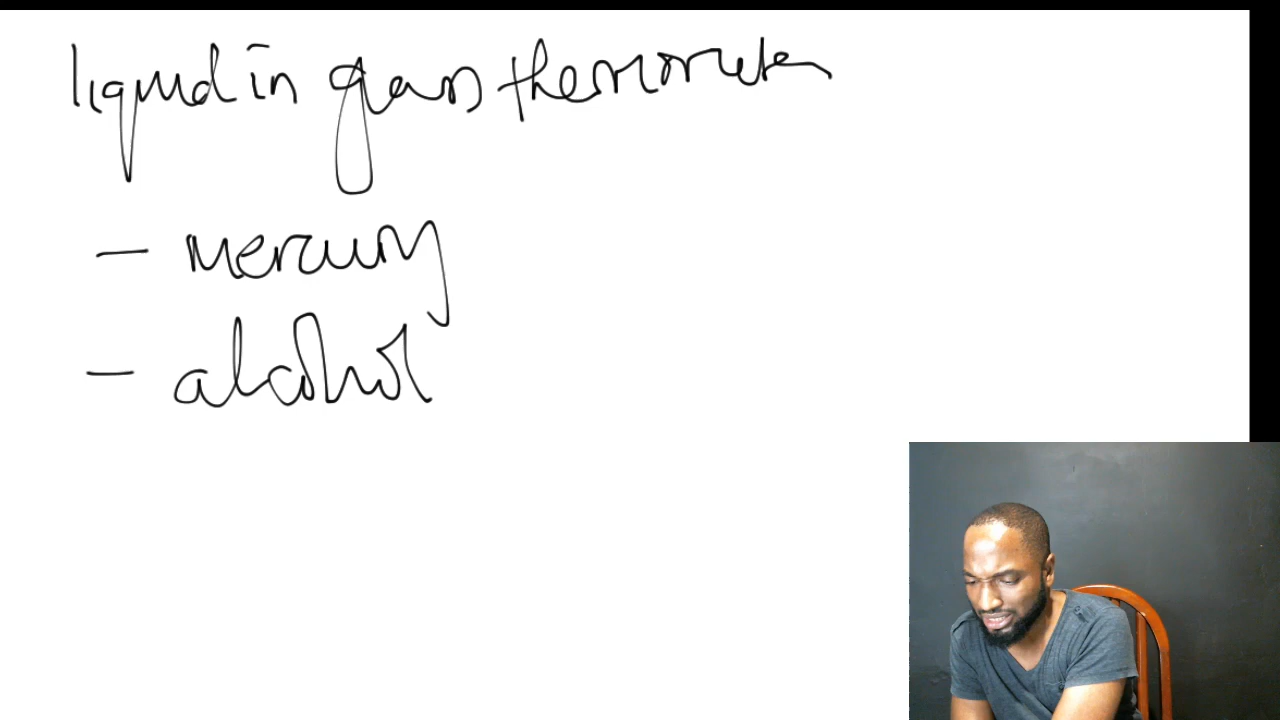 liquid in glass thermometer
- mercury
- alcohol